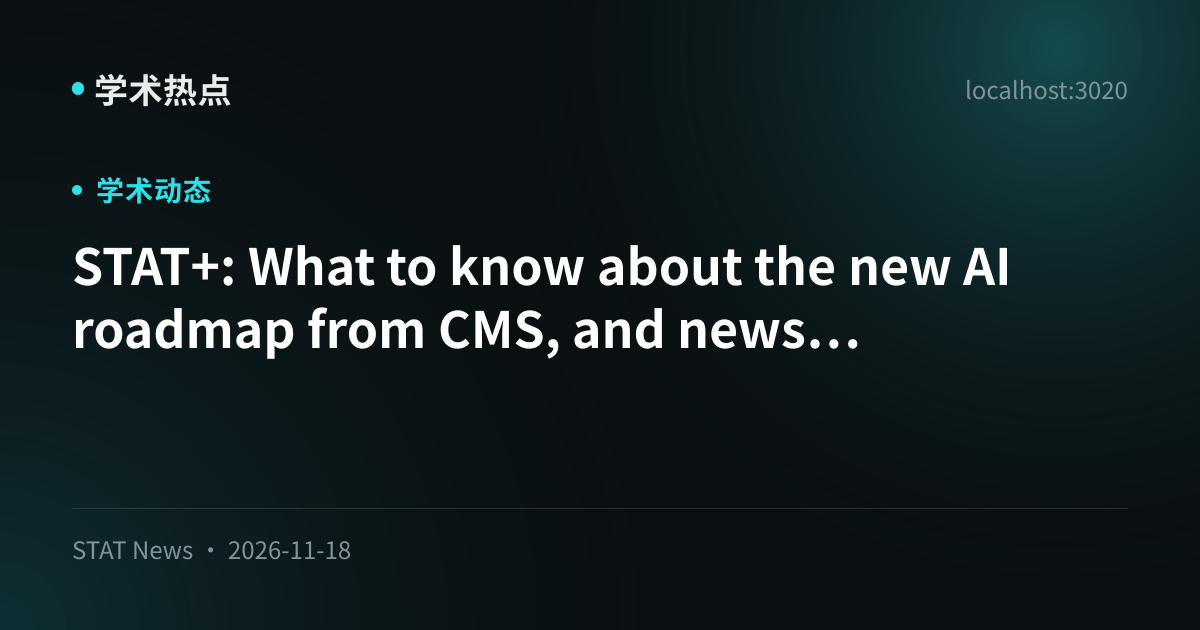 学术热点
localhost:3020
学术动态
STAT+: What to know about the new AI
roadmap from CMS, and news…
STAT News · 2026-11-18